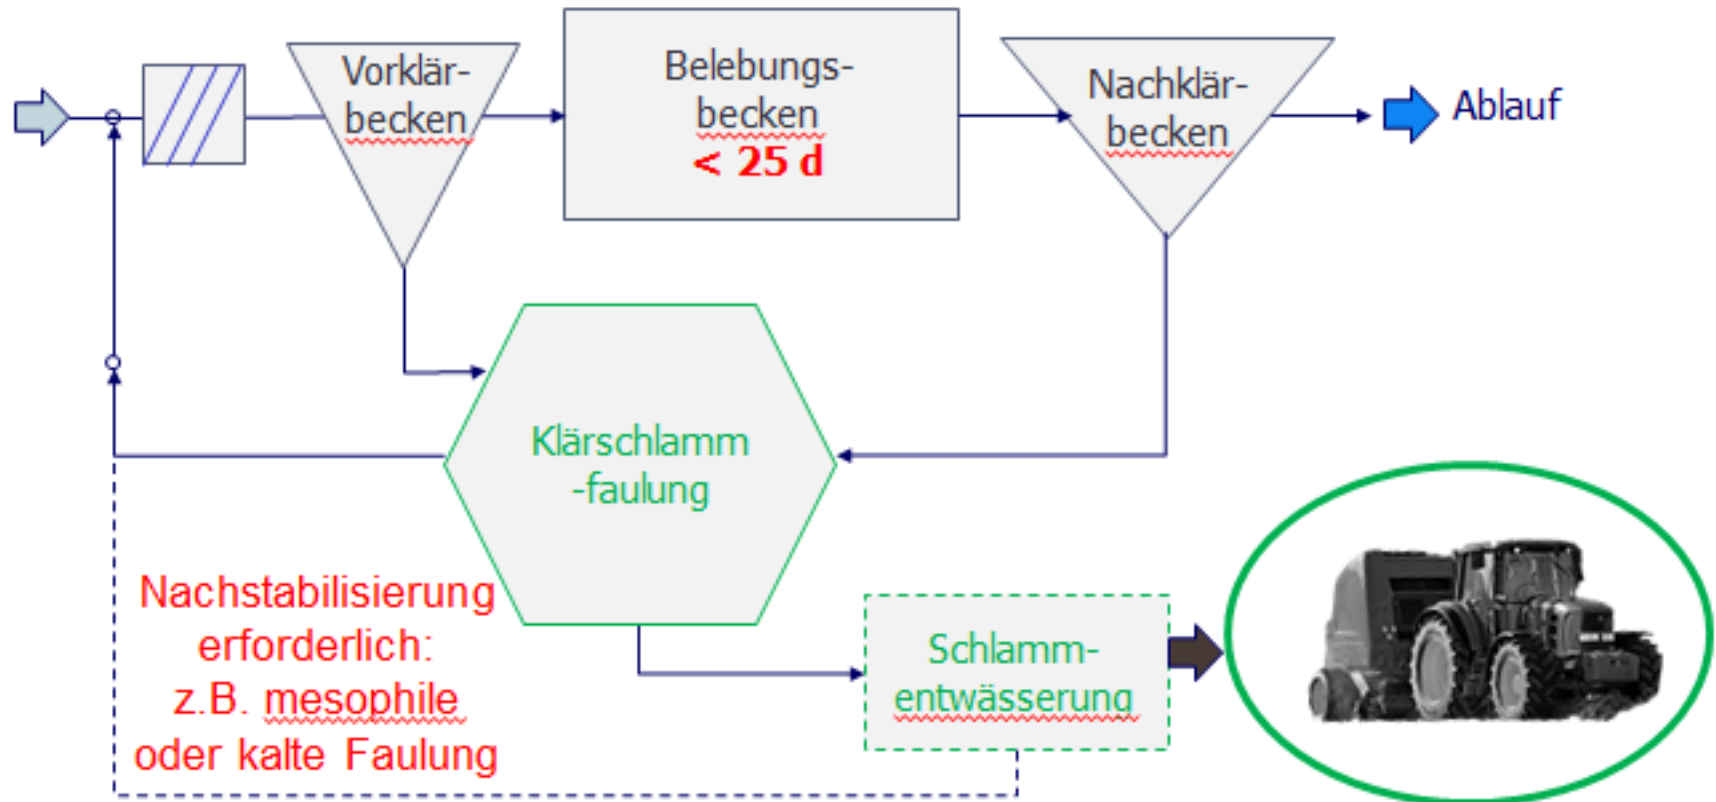 Vorklär-
becken
Belebungs-
becken
< 25 d
Nachklär-
becken
Ablauf
Klärschlamm
-faulung
Nachstabilisierung
erforderlich:
z.B. mesophile
oder kalte Faulung
Schlamm-
entwässerung